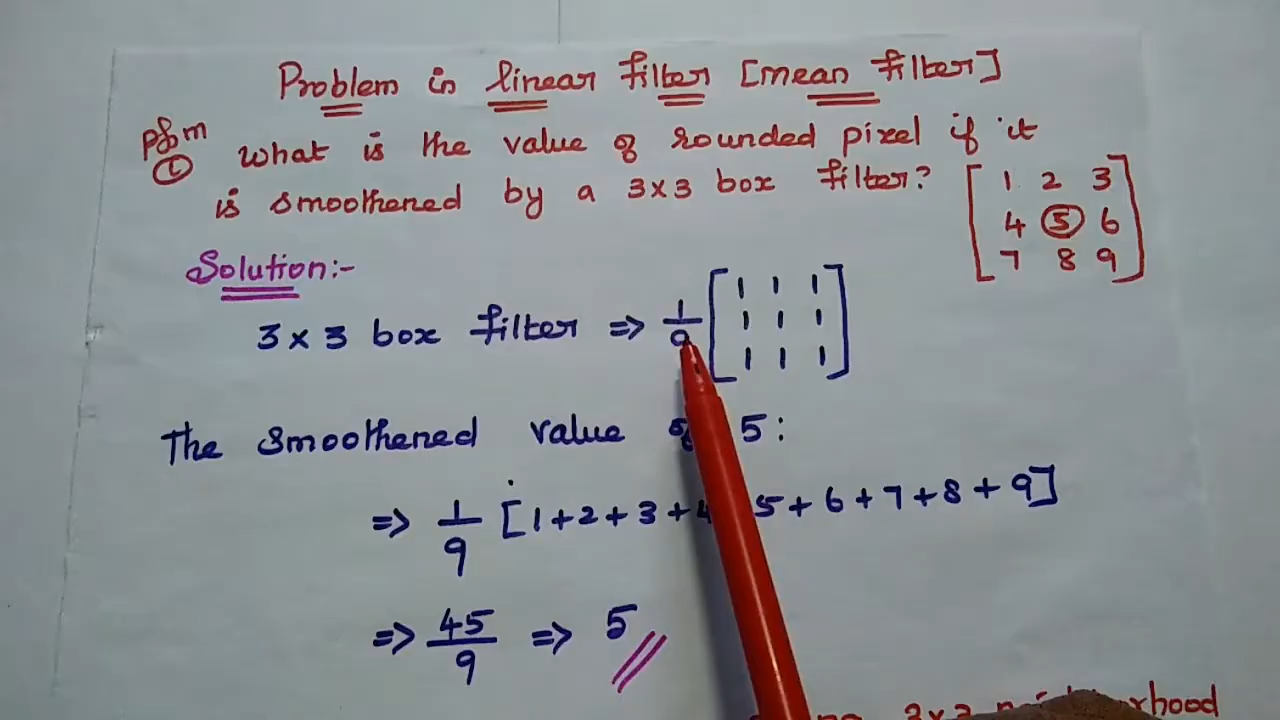 Problem in linear filter [mean filter]
pbm
① What is the value of rounded pixel if it
is smoothened by a 3x3 box filter?
[1 2 3
4 ⑤ 6
7 8 9]
Solution:-
3 x 3 box filter => 1/9 [1 1 1
1 1 1
1 1 1]
The smoothened value of 5:
=> 1/9 [1+2+3+4 5+6+7+8+9]
=> 45/9 => 5
3x3